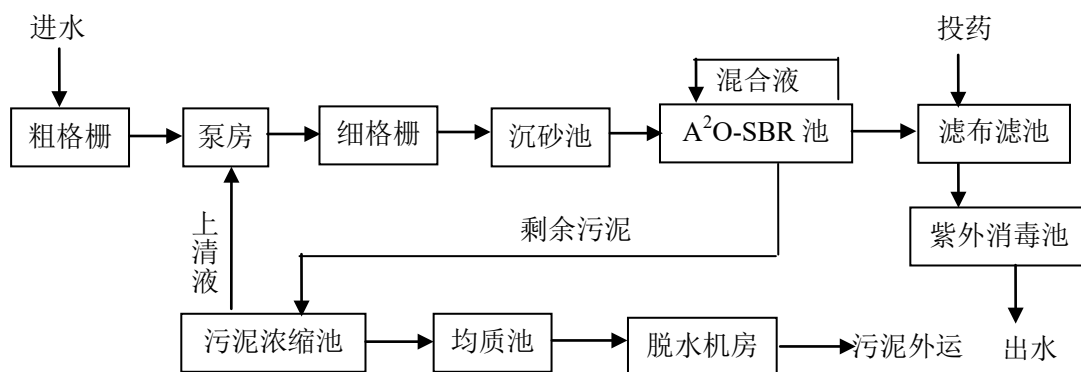 进水
投药
混合液
粗格栅
泵房
细格栅
沉砂池
A²O-SBR 池
滤布滤池
上清液
剩余污泥
紫外消毒池
污泥浓缩池
均质池
脱水机房
污泥外运
出水